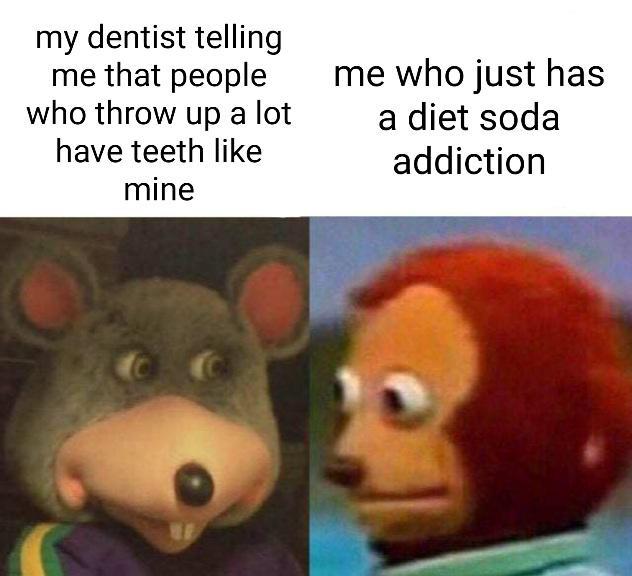 my dentist telling
me that people
who throw up a lot
have teeth like
mine
me who just has
a diet soda
addiction